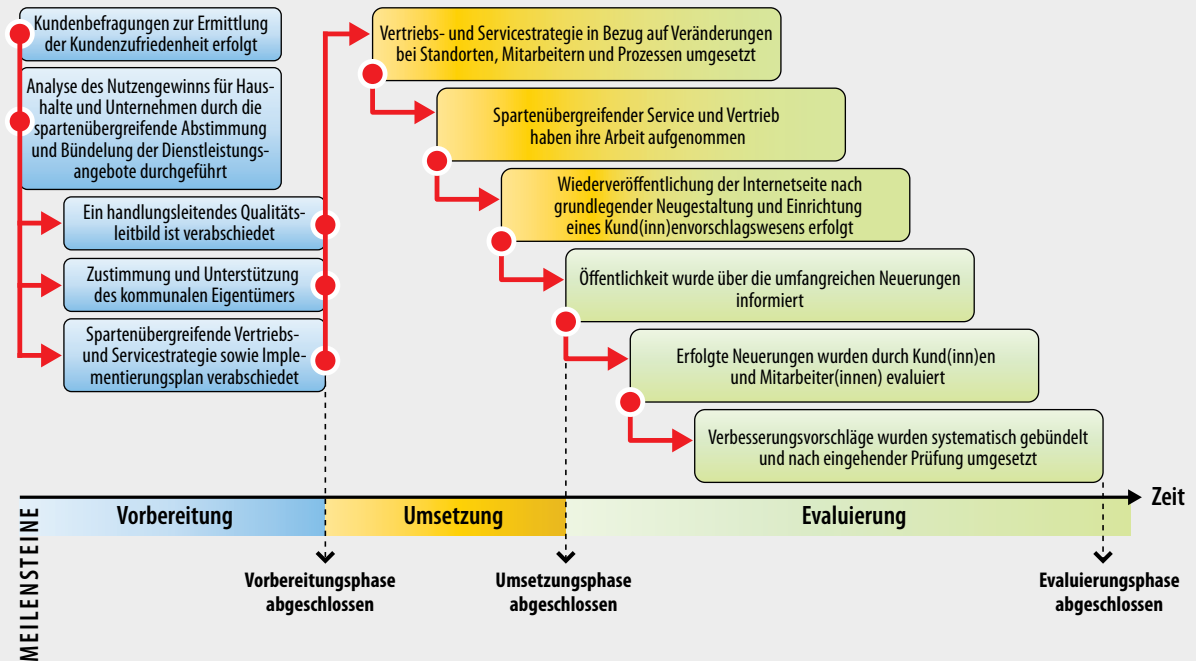 Kundenbefragungen zur Ermittlung
der Kundenzufriedenheit erfolgt
Analyse des Nutzengewinns für Haus-
halte und Unternehmen durch die
spartenübergreifende Abstimmung
und Bündelung der Dienstleistungs-
angebote durchgeführt
Ein handlungsleitendes Qualitäts-
leitbild ist verabschiedet
Zustimmung und Unterstützung
des kommunalen Eigentümers
Spartenübergreifende Vertriebs-
und Servicestrategie sowie Imple-
mentierungsplan verabschiedet
Vertriebs- und Servicestrategie in Bezug auf Veränderungen
bei Standorten, Mitarbeitern und Prozessen umgesetzt
Spartenübergreifender Service und Vertrieb
haben ihre Arbeit aufgenommen
Wiederveröffentlichung der Internetseite nach
grundlegender Neugestaltung und Einrichtung
eines Kund(inn)envorschlagswesens erfolgt
Öffentlichkeit wurde über die umfangreichen Neuerungen
informiert
Erfolgte Neuerungen wurden durch Kund(inn)en
und Mitarbeiter(innen) evaluiert
Verbesserungsvorschläge wurden systematisch gebündelt
und nach eingehender Prüfung umgesetzt
Zeit
Vorbereitung
Umsetzung
Evaluierung
MEILENSTEINE
Vorbereitungsphase
abgeschlossen
Umsetzungsphase
abgeschlossen
Evaluierungsphase
abgeschlossen